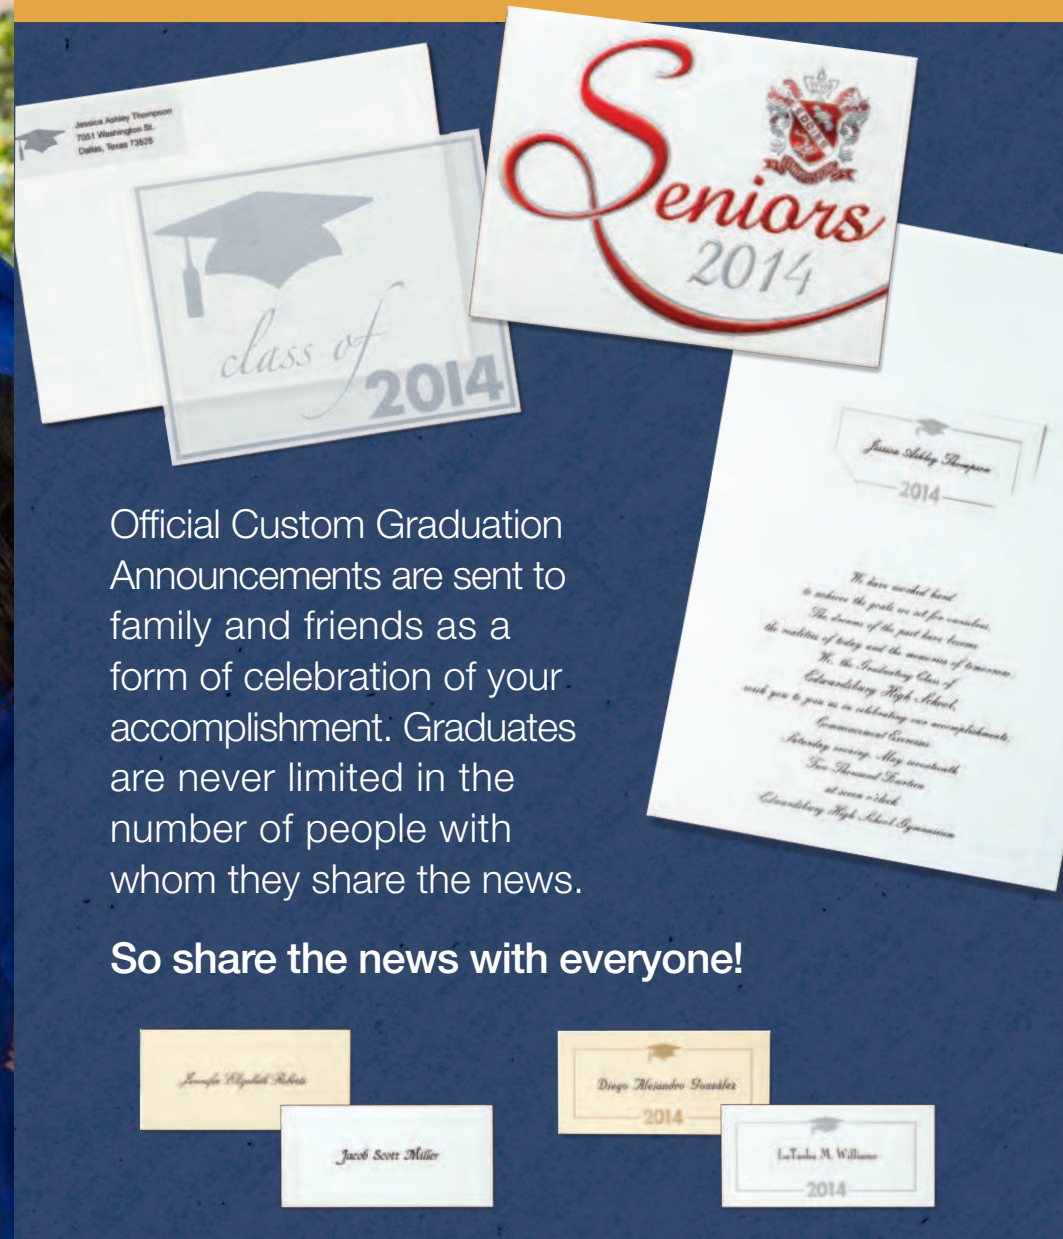 Jessica Ashley Thompson
7051 Washington St.
Dallas, Texas 73826
class of
2014
EDDIES
Seniors
2014
Jessica Ashley Thompson
2014
We have worked hard
to achieve the goals we set for ourselves.
The dreams of the past have become
the realities of today and the memories of tomorrow.
We, the Graduating Class of
Edwardsburg High School,
wish you to join us in celebrating our accomplishments.
Commencement Exercises
Saturday evening, May seventeenth
Two Thousand Fourteen
at seven o'clock
Edwardsburg High School Gymnasium
Official Custom Graduation
Announcements are sent to
family and friends as a
form of celebration of your
accomplishment. Graduates
are never limited in the
number of people with
whom they share the news.
So share the news with everyone!
Jennifer Elizabeth Roberts
Jacob Scott Miller
Diego Alejandro González
2014
LaTasha M. Williams
2014